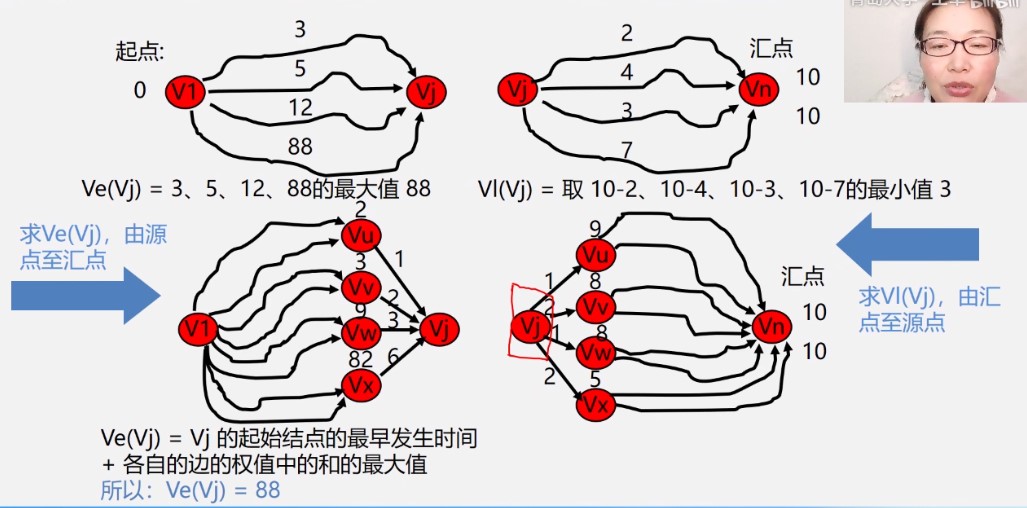 起点:
0
V1
3
5
12
88
Vj
Vj
2
4
3
7
Vn
汇点
10
10
Ve(Vj) = 3、5、12、88的最大值 88
Vl(Vj) = 取 10-2、10-4、10-3、10-7的最小值 3
求Ve(Vj)，由源
点至汇点
V1
2
Vu
3
Vv
9
Vw
82
Vx
1
2
3
6
Vj
Vj
1
2
1
2
9
Vu
8
Vv
8
Vw
5
Vx
Vn
汇点
10
10
求Vl(Vj)，由汇
点至源点
Ve(Vj) = Vj 的起始结点的最早发生时间
+ 各自的边的权值中的和的最大值
所以：Ve(Vj) = 88